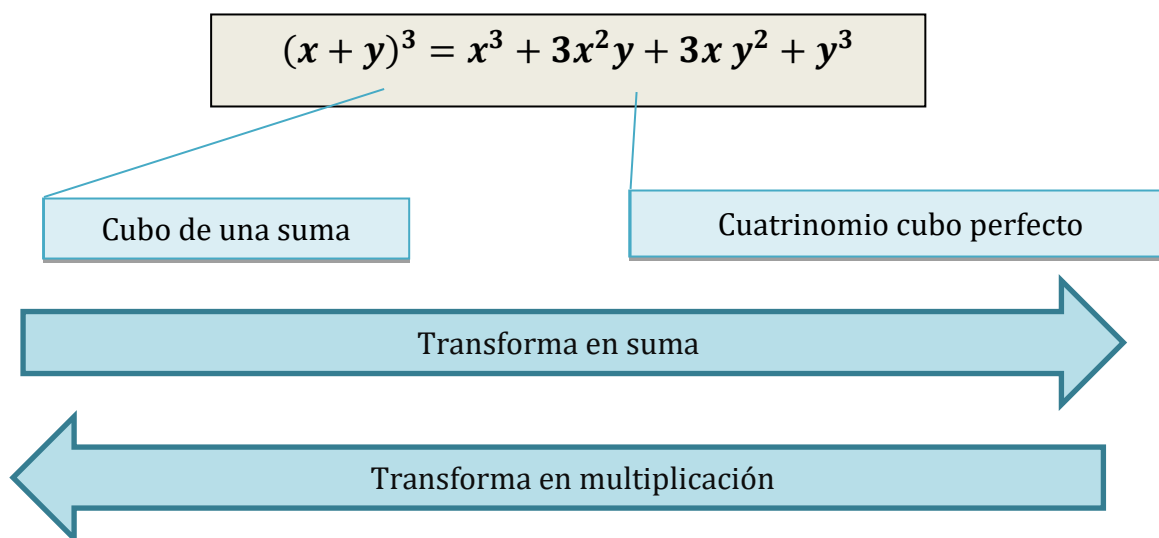 (x + y)³ = x³ + 3x²y + 3x y² + y³
Cubo de una suma
Cuatrinomio cubo perfecto
Transforma en suma
Transforma en multiplicación